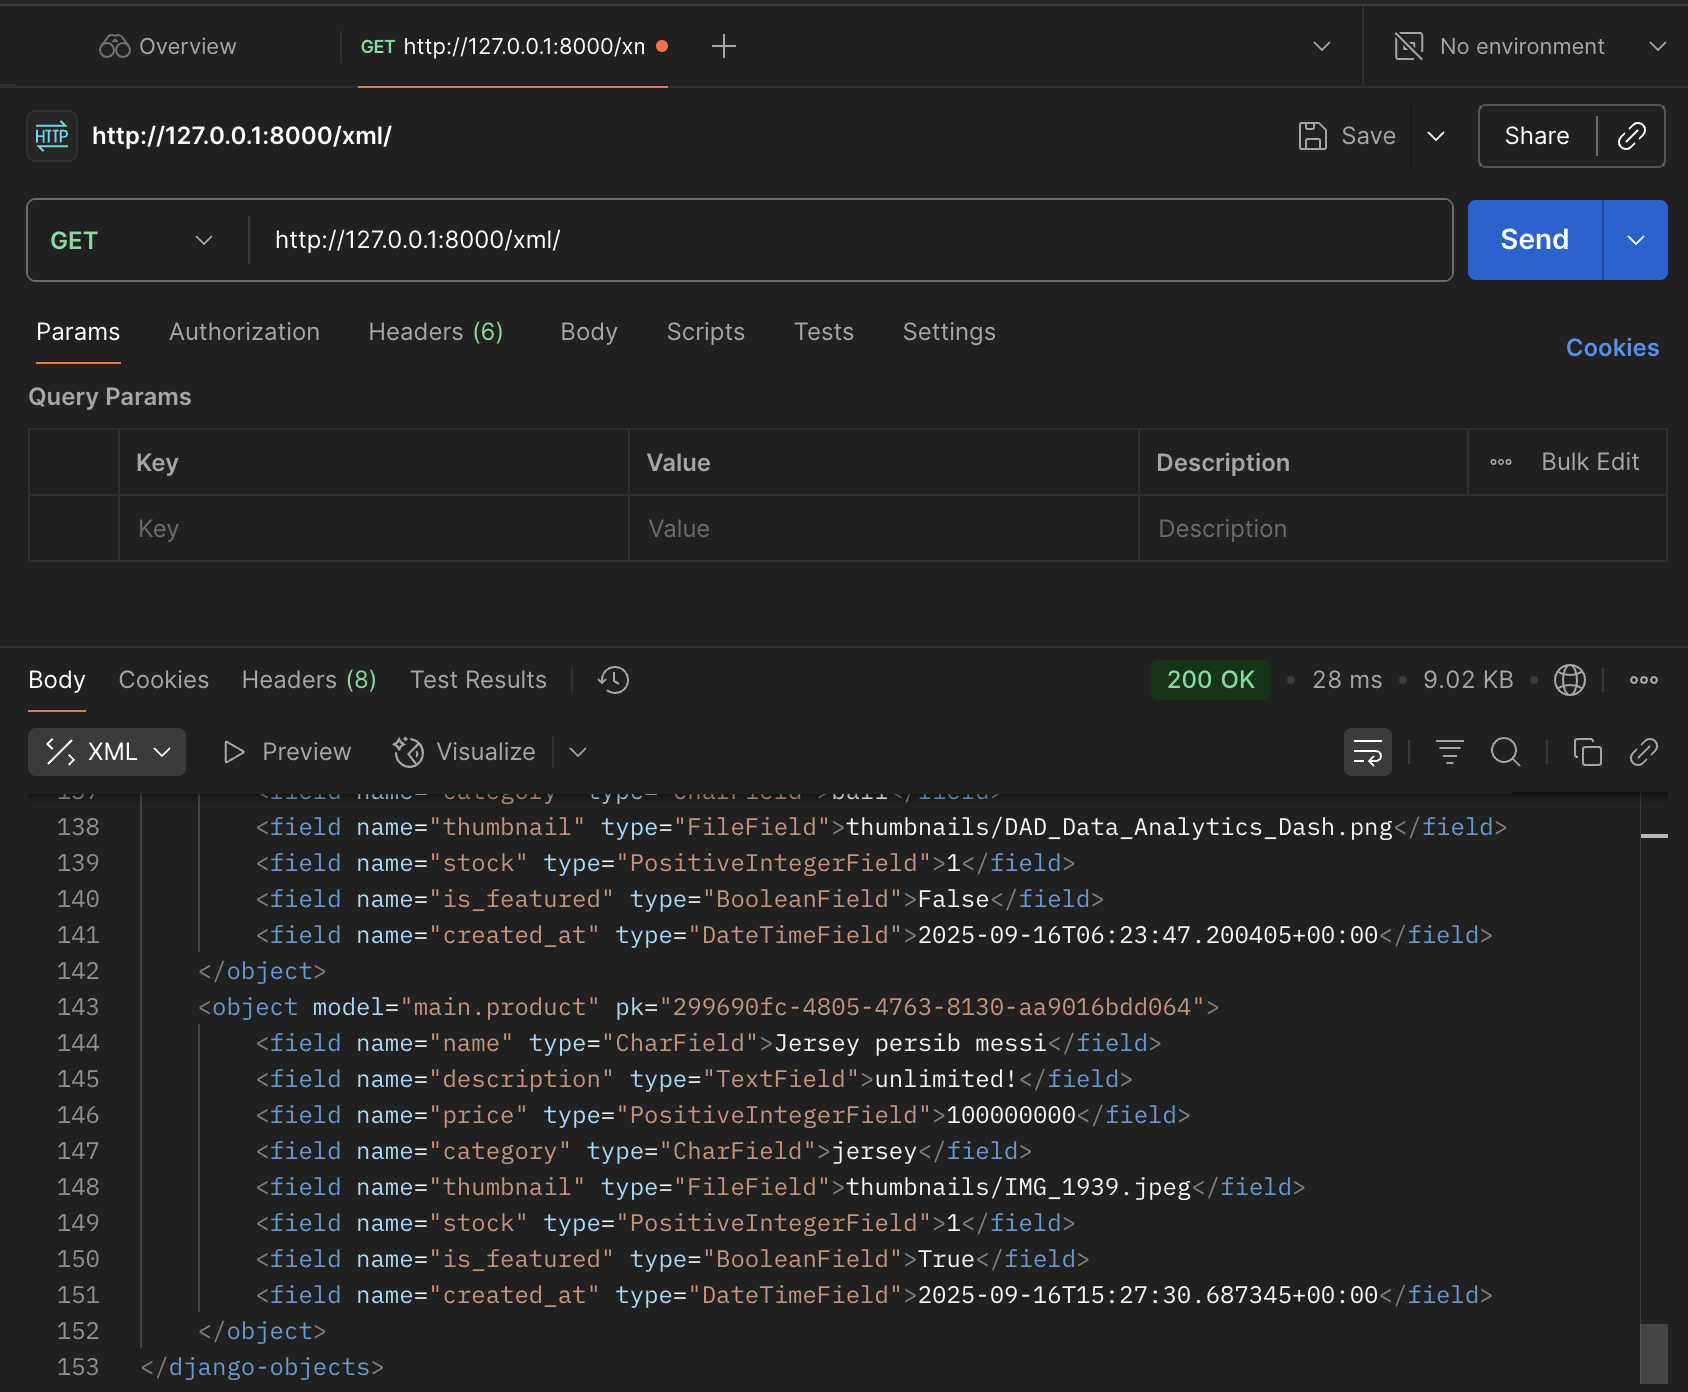 Overview
GET http://127.0.0.1:8000/xn
No environment
HTTP http://127.0.0.1:8000/xml/
Save
Share
GET
http://127.0.0.1:8000/xml/
Send
Params Authorization Headers (6) Body Scripts Tests Settings
Cookies
Query Params
Key Value Description Bulk Edit
Key Value Description
Body Cookies Headers (8) Test Results
200 OK • 28 ms • 9.02 KB
XML Preview Visualize
137 <field name="category" type="CharField">ball</field>
138 <field name="thumbnail" type="FileField">thumbnails/DAD_Data_Analytics_Dash.png</field>
139 <field name="stock" type="PositiveIntegerField">1</field>
140 <field name="is_featured" type="BooleanField">False</field>
141 <field name="created_at" type="DateTimeField">2025-09-16T06:23:47.200405+00:00</field>
142 </object>
143 <object model="main.product" pk="299690fc-4805-4763-8130-aa9016bdd064">
144 <field name="name" type="CharField">Jersey persib messi</field>
145 <field name="description" type="TextField">unlimited!</field>
146 <field name="price" type="PositiveIntegerField">100000000</field>
147 <field name="category" type="CharField">jersey</field>
148 <field name="thumbnail" type="FileField">thumbnails/IMG_1939.jpeg</field>
149 <field name="stock" type="PositiveIntegerField">1</field>
150 <field name="is_featured" type="BooleanField">True</field>
151 <field name="created_at" type="DateTimeField">2025-09-16T15:27:30.687345+00:00</field>
152 </object>
153 </django-objects>